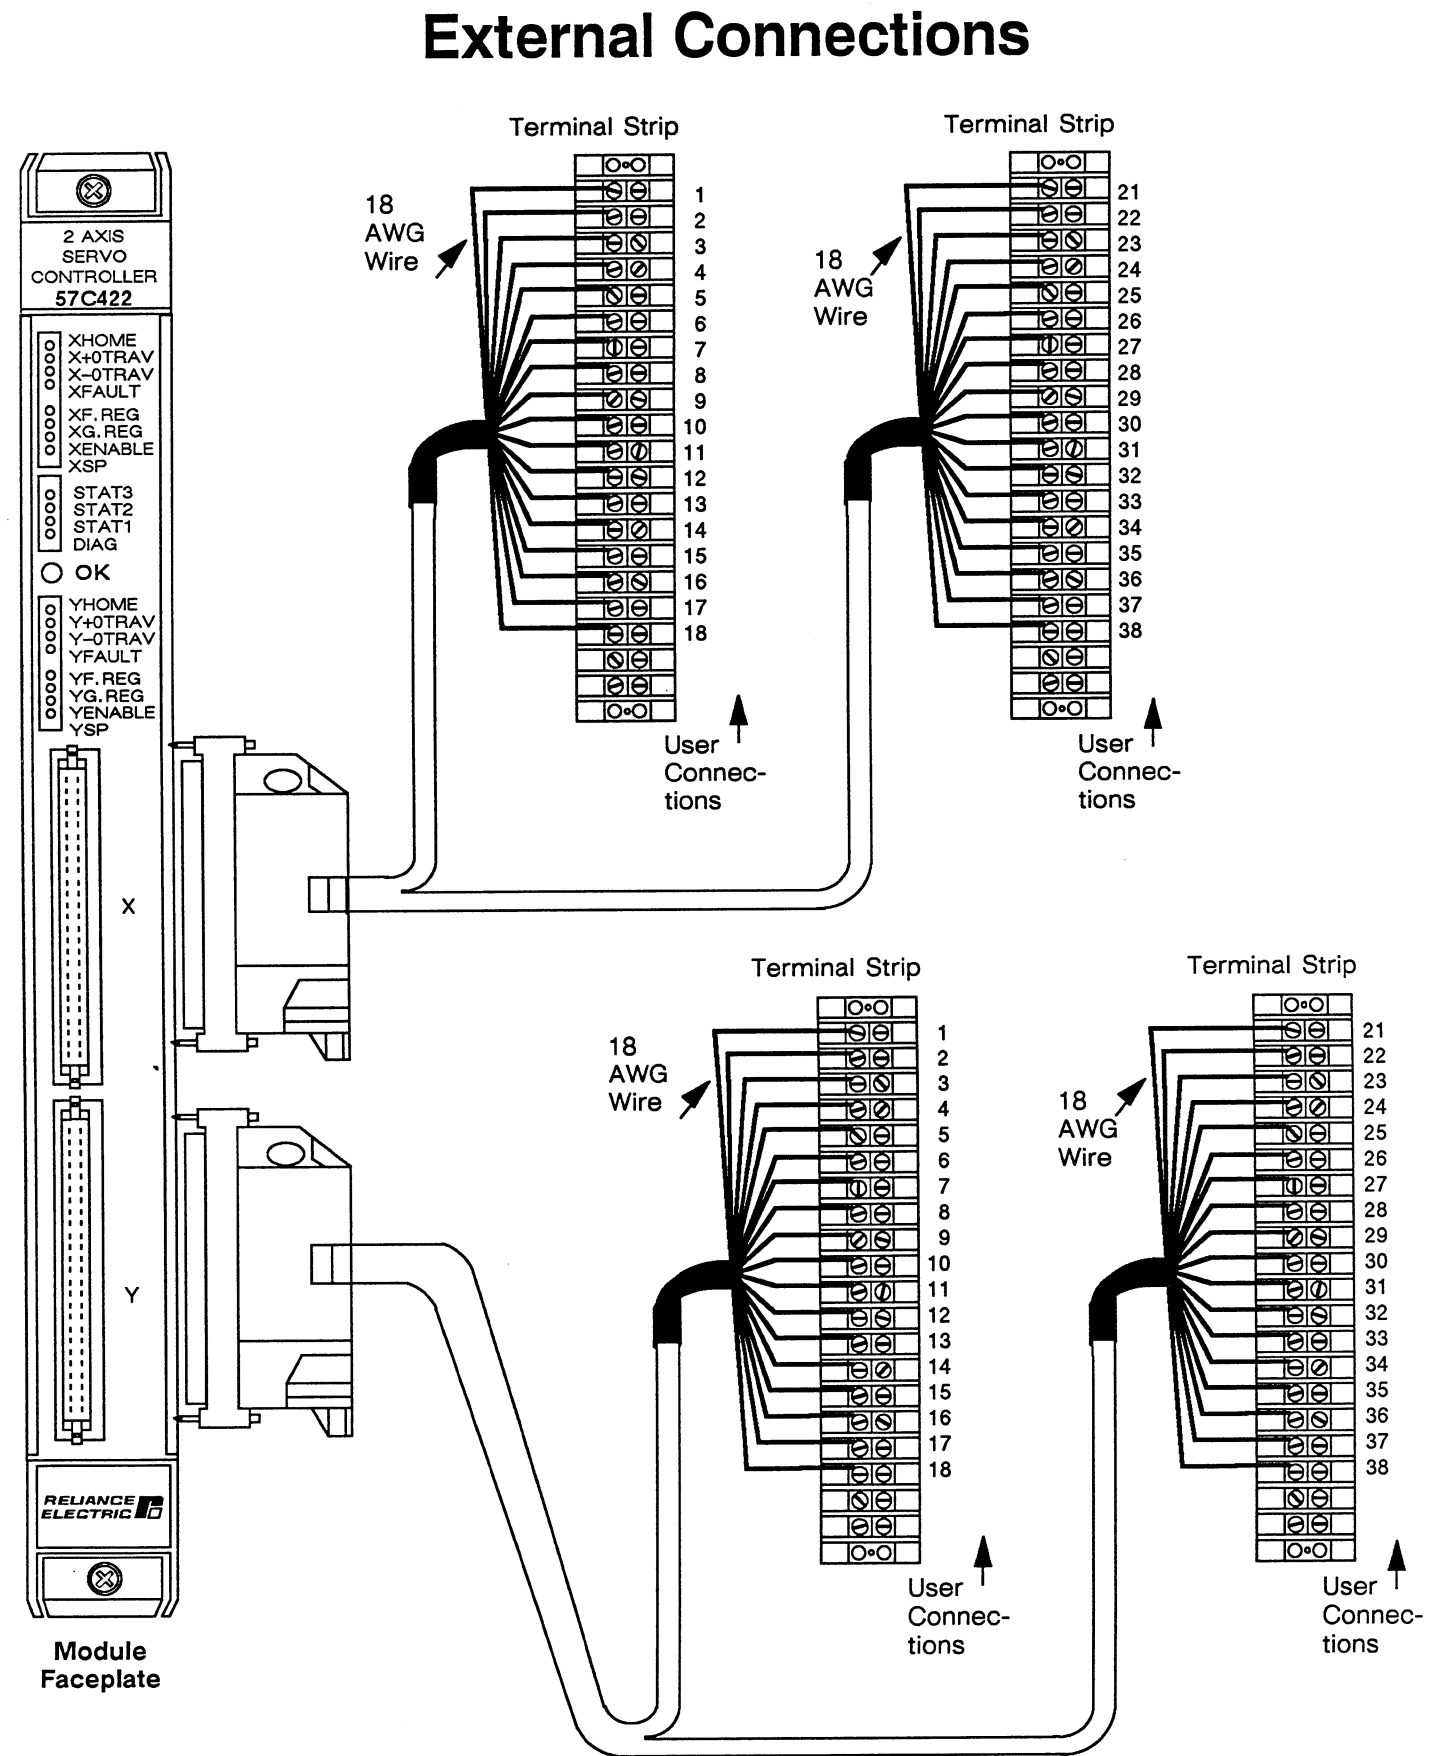 External Connections
Terminal Strip
18
AWG
Wire
1
2
3
4
5
6
7
8
9
10
11
12
13
14
15
16
17
18
User
Connec-
tions
Terminal Strip
18
AWG
Wire
21
22
23
24
25
26
27
28
29
30
31
32
33
34
35
36
37
38
User
Connec-
tions
2 AXIS
SERVO
CONTROLLER
57C422
XHOME
X+0TRAV
X-0TRAV
XFAULT
XF.REG
XG.REG
XENABLE
XSP
STAT3
STAT2
STAT1
DIAG
OK
YHOME
Y+0TRAV
Y-0TRAV
YFAULT
YF.REG
YG.REG
YENABLE
YSP
X
Y
RELIANCE
ELECTRIC
Module
Faceplate
Terminal Strip
18
AWG
Wire
1
2
3
4
5
6
7
8
9
10
11
12
13
14
15
16
17
18
User
Connec-
tions
Terminal Strip
18
AWG
Wire
21
22
23
24
25
26
27
28
29
30
31
32
33
34
35
36
37
38
User
Connec-
tions